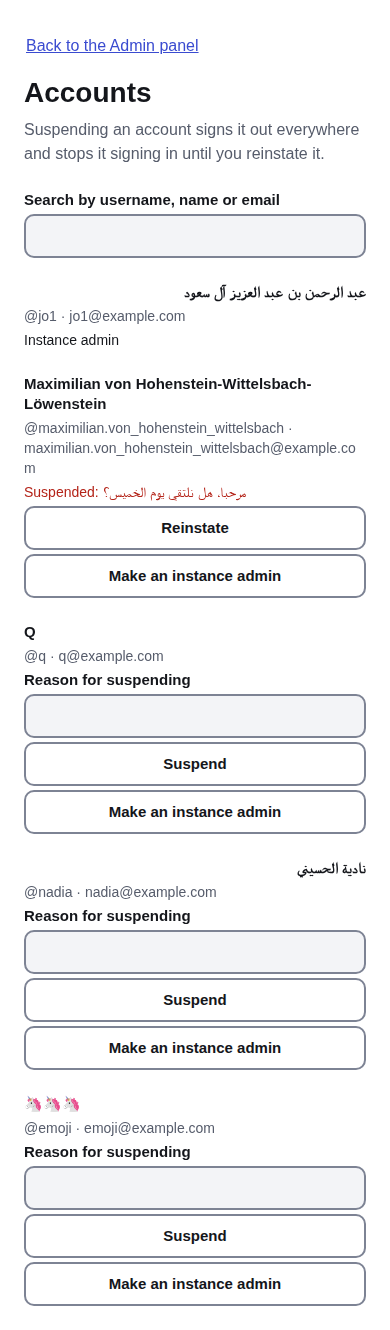 Back to the Admin panel
Accounts
Suspending an account signs it out everywhere
and stops it signing in until you reinstate it.
Search by username, name or email
عبد الرحمن بن عبد العزيز آل سعود
@jo1 · jo1@example.com
Instance admin
Maximilian von Hohenstein-Wittelsbach-
Löwenstein
@maximilian.von_hohenstein_wittelsbach ·
maximilian.von_hohenstein_wittelsbach@example.co
m
Suspended: مرحبا. هل نلتقي يوم الخميس؟
Reinstate
Make an instance admin
Q
@q · q@example.com
Reason for suspending
Suspend
Make an instance admin
نادية الحسيني
@nadia · nadia@example.com
Reason for suspending
Suspend
Make an instance admin
🦄🦄🦄
@emoji · emoji@example.com
Reason for suspending
Suspend
Make an instance admin